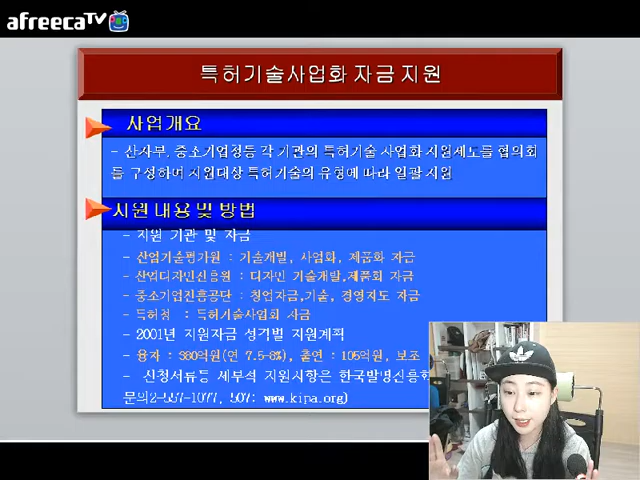 afreecaTV
특허기술사업화 자금 지원
사업개요
- 산자부, 중소기업청등 각 기관의 특허기술 사업화 지원제도를 협의회
를 구성하여 지원대상 특허기술의 유형에 따라 일괄 지원
지원 내용 및 방법
- 지원 기관 및 자금
- 산업기술평가원 : 기술개발, 사업화, 제품화 자금
- 산업디자인진흥원 : 디자인 기술개발,제품화 자금
- 중소기업진흥공단 : 창업자금,기술, 경영지도 자금
- 특허청 : 특허기술사업화 자금
- 2001년 지원자금 성격별 지원계획
- 융자 : 380억원(연 7.5-8%), 출연 : 105억원, 보조
- 신청서류등 세부적 지원사항은 한국발명진흥
문의2-557-1077, 507: www.kipa.org)